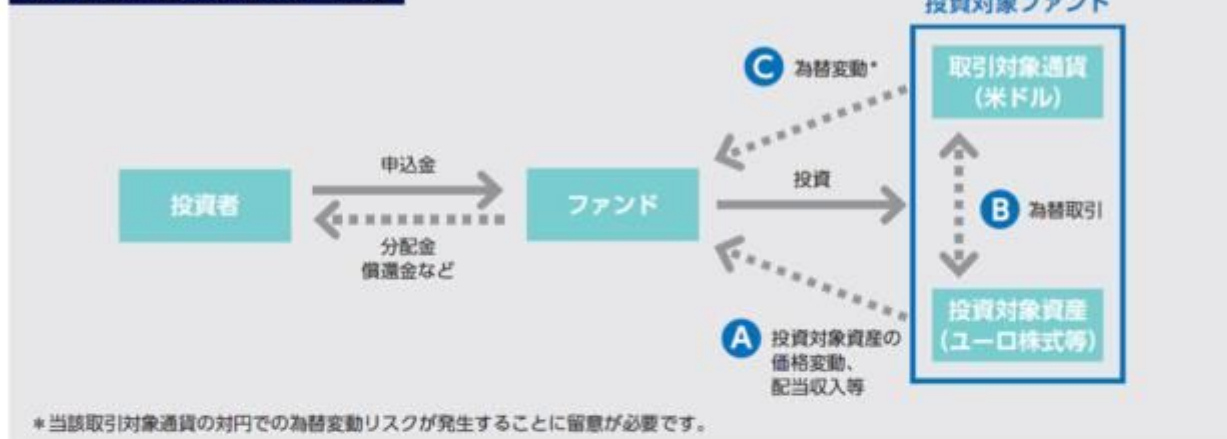 投資対象ファンド
C 為替変動*
取引対象通貨
(米ドル)
申込金
投資
投資者
ファンド
B 為替取引
分配金
償還金など
投資対象資産
(ユーロ株式等)
A 投資対象資産の
価格変動、
配当収入等
*当該取引対象通貨の対円での為替変動リスクが発生することに留意が必要です。